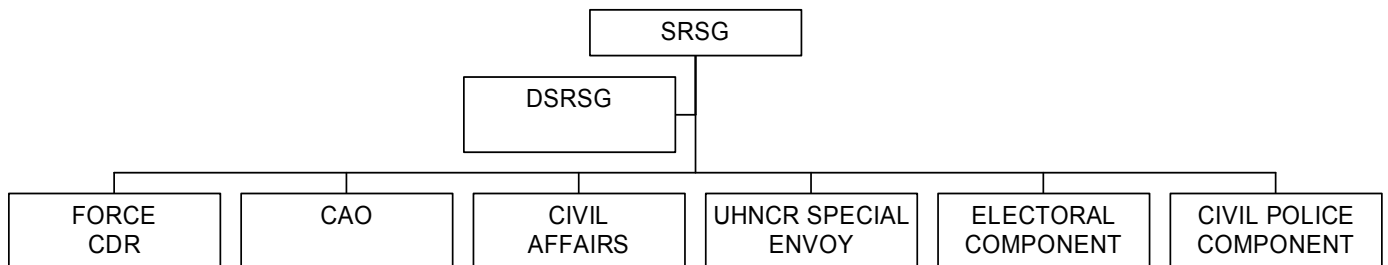 SRSG
DSRSG
FORCE
CDR
CAO
CIVIL
AFFAIRS
UHNCR SPECIAL
ENVOY
ELECTORAL
COMPONENT
CIVIL POLICE
COMPONENT